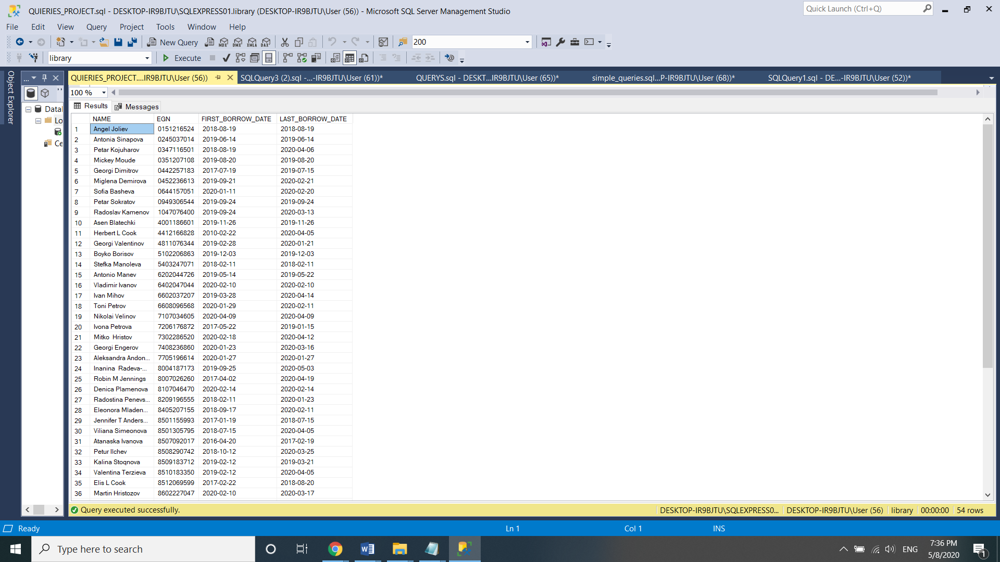 QUIERIES_PROJECT.sql - DESKTOP-IR9BJTU\SQLEXPRESS01.library (DESKTOP-IR9BJTU\User (56)) - Microsoft SQL Server Management Studio
Quick Launch (Ctrl+Q)
File Edit View Query Project Tools Window Help
New Query MDX DMX XMLA DAX 200
library Execute
Object Explorer
... QUIERIES_PROJECT....IR9BJTU\User (56)) SQLQuery3 (2).sql -...-IR9BJTU\User (61))* QUERYS.sql - DESKT...IR9BJTU\User (65))* simple_queries.sql...P-IR9BJTU\User (68))* SQLQuery1.sql - DE...-IR9BJTU\User (52))*
100 %
Datal
Lo
Ce
Results Messages
NAME EGN FIRST_BORROW_DATE LAST_BORROW_DATE
1 Angel Joliev 0151216524 2018-08-19 2018-08-19
2 Antonia Sinapova 0245037014 2019-06-14 2019-06-14
3 Petar Kojuharov 0347116501 2018-08-19 2020-04-06
4 Mickey Moude 0351207108 2019-08-20 2019-08-20
5 Georgi Dimitrov 0442257183 2017-07-19 2019-07-15
6 Miglena Demirova 0452236613 2019-09-21 2020-02-21
7 Sofia Basheva 0644157051 2020-01-11 2020-02-20
8 Petar Sokratov 0949306544 2019-09-24 2019-09-24
9 Radoslav Kamenov 1047076400 2019-09-24 2020-03-13
10 Asen Blatechki 4001186601 2019-11-26 2019-11-26
11 Herbert L Cook 4412166828 2010-02-22 2020-04-05
12 Georgi Valentinov 4811076344 2019-02-28 2020-01-21
13 Boyko Borisov 5102206863 2019-12-03 2019-12-03
14 Stefka Manoleva 5403247071 2018-02-11 2018-02-11
15 Antonio Manev 6202044726 2019-05-14 2019-05-22
16 Vladimir Ivanov 6402047044 2020-02-10 2020-02-10
17 Ivan Mihov 6602037207 2019-03-28 2020-04-14
18 Toni Petrov 6608096568 2020-01-29 2020-02-11
19 Nikolai Velinov 7107034605 2020-04-09 2020-04-09
20 Ivona Petrova 7206176872 2017-05-22 2019-01-15
21 Mitko Hristov 7302286520 2020-02-18 2020-04-12
22 Georgi Engerov 7408236860 2020-01-23 2020-03-16
23 Aleksandra Andon... 7705196614 2020-01-27 2020-01-27
24 Inanina Radeva-... 8004187173 2019-09-25 2020-05-03
25 Robin M Jennings 8007026260 2017-04-02 2020-04-19
26 Denica Plamenova 8107046470 2020-02-14 2020-02-14
27 Radostina Penevs... 8209196555 2018-02-11 2020-01-23
28 Eleonora Mladen... 8405207155 2018-09-17 2020-02-11
29 Jennifer T Anders... 8501155993 2017-01-19 2018-07-15
30 Viliana Simeonova 8501305795 2018-07-15 2020-04-05
31 Atanaska Ivanova 8507092017 2016-04-20 2017-02-19
32 Petur Ilchev 8508290742 2018-10-12 2020-03-25
33 Kalina Stoqnova 8509183712 2019-02-12 2019-03-21
34 Valentina Terzieva 8510183350 2019-02-12 2020-04-05
35 Elis L Cook 8512069599 2017-02-22 2018-08-20
36 Martin Hristozov 8602227047 2020-02-10 2020-03-17
Query executed successfully. DESKTOP-IR9BJTU\SQLEXPRESS0... DESKTOP-IR9BJTU\User (56) library 00:00:00 54 rows
Ready Ln 1 Col 1 INS
Type here to search ENG 7:36 PM
5/8/2020 1